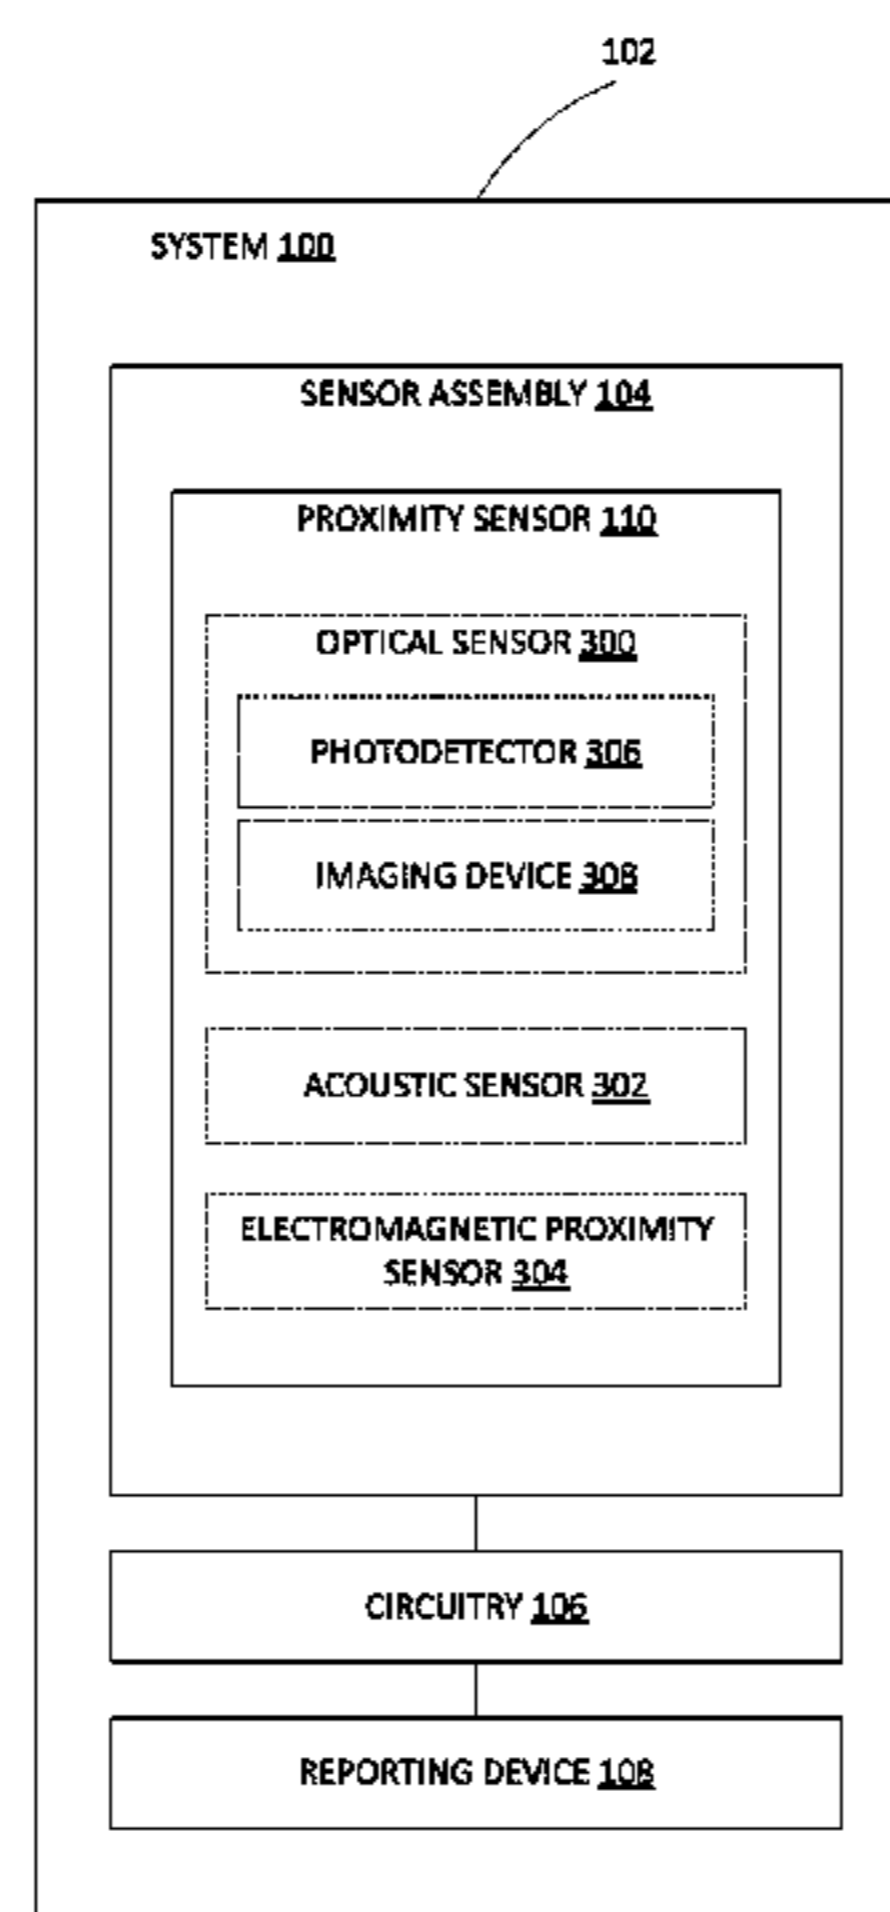 102
SYSTEM 100
SENSOR ASSEMBLY 104
PROXIMITY SENSOR 110
OPTICAL SENSOR 300
PHOTODETECTOR 306
IMAGING DEVICE 308
ACOUSTIC SENSOR 302
ELECTROMAGNETIC PROXIMITY
SENSOR 304
CIRCUITRY 106
REPORTING DEVICE 108